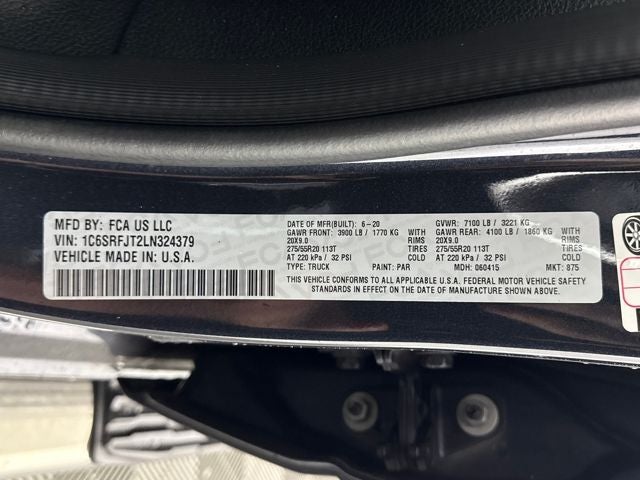 MFD BY: FCA US LLC
VIN: 1C6SRFJT2LN324379
VEHICLE MADE IN: U.S.A.
DATE OF MFR(BUILT): 6-20 GVWR: 7100 LB / 3221 KG
GAWR FRONT: 3900 LB / 1770 KG GAWR REAR: 4100 LB / 1860 KG
20X9.0 RIMS 20X9.0 RIMS
275/55R20 113T TIRES 275/55R20 113T TIRES
AT 220 kPa / 32 PSI COLD AT 220 kPa / 32 PSI COLD
TYPE: TRUCK PAINT: PAR MDH: 060415 MKT: 875
THIS VEHICLE CONFORMS TO ALL APPLICABLE U.S.A. FEDERAL MOTOR VEHICLE SAFETY
STANDARDS IN EFFECT ON THE DATE OF MANUFACTURE SHOWN ABOVE.